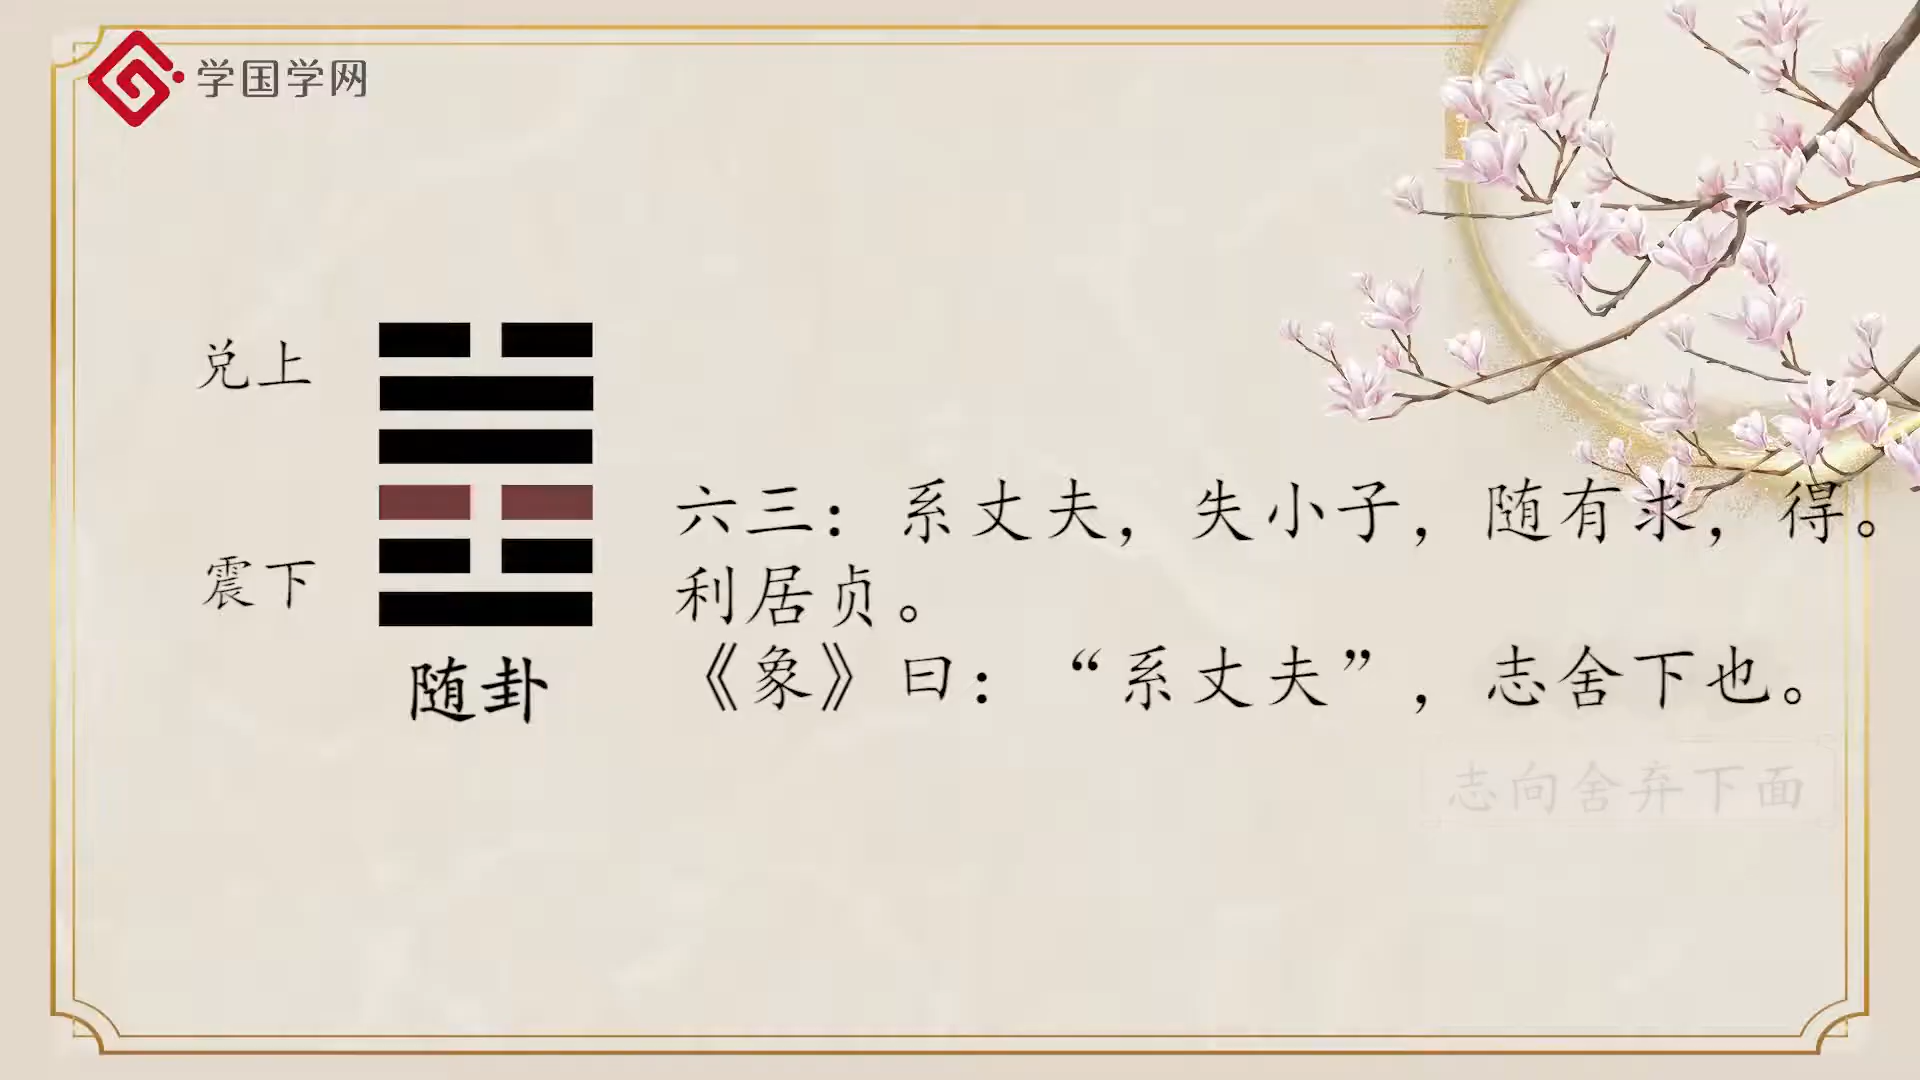 学国学网
兑上
震下
随卦
六三：系丈夫，失小子，随有求，得。
利居贞。
《象》曰：“系丈夫”，志舍下也。
志向舍弃下面